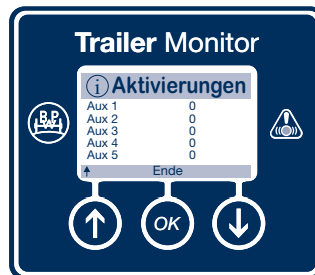 Trailer Monitor
i Aktivierungen
Aux 1 0
Aux 2 0
Aux 3 0
Aux 4 0
Aux 5 0
Ende
BPW
OK